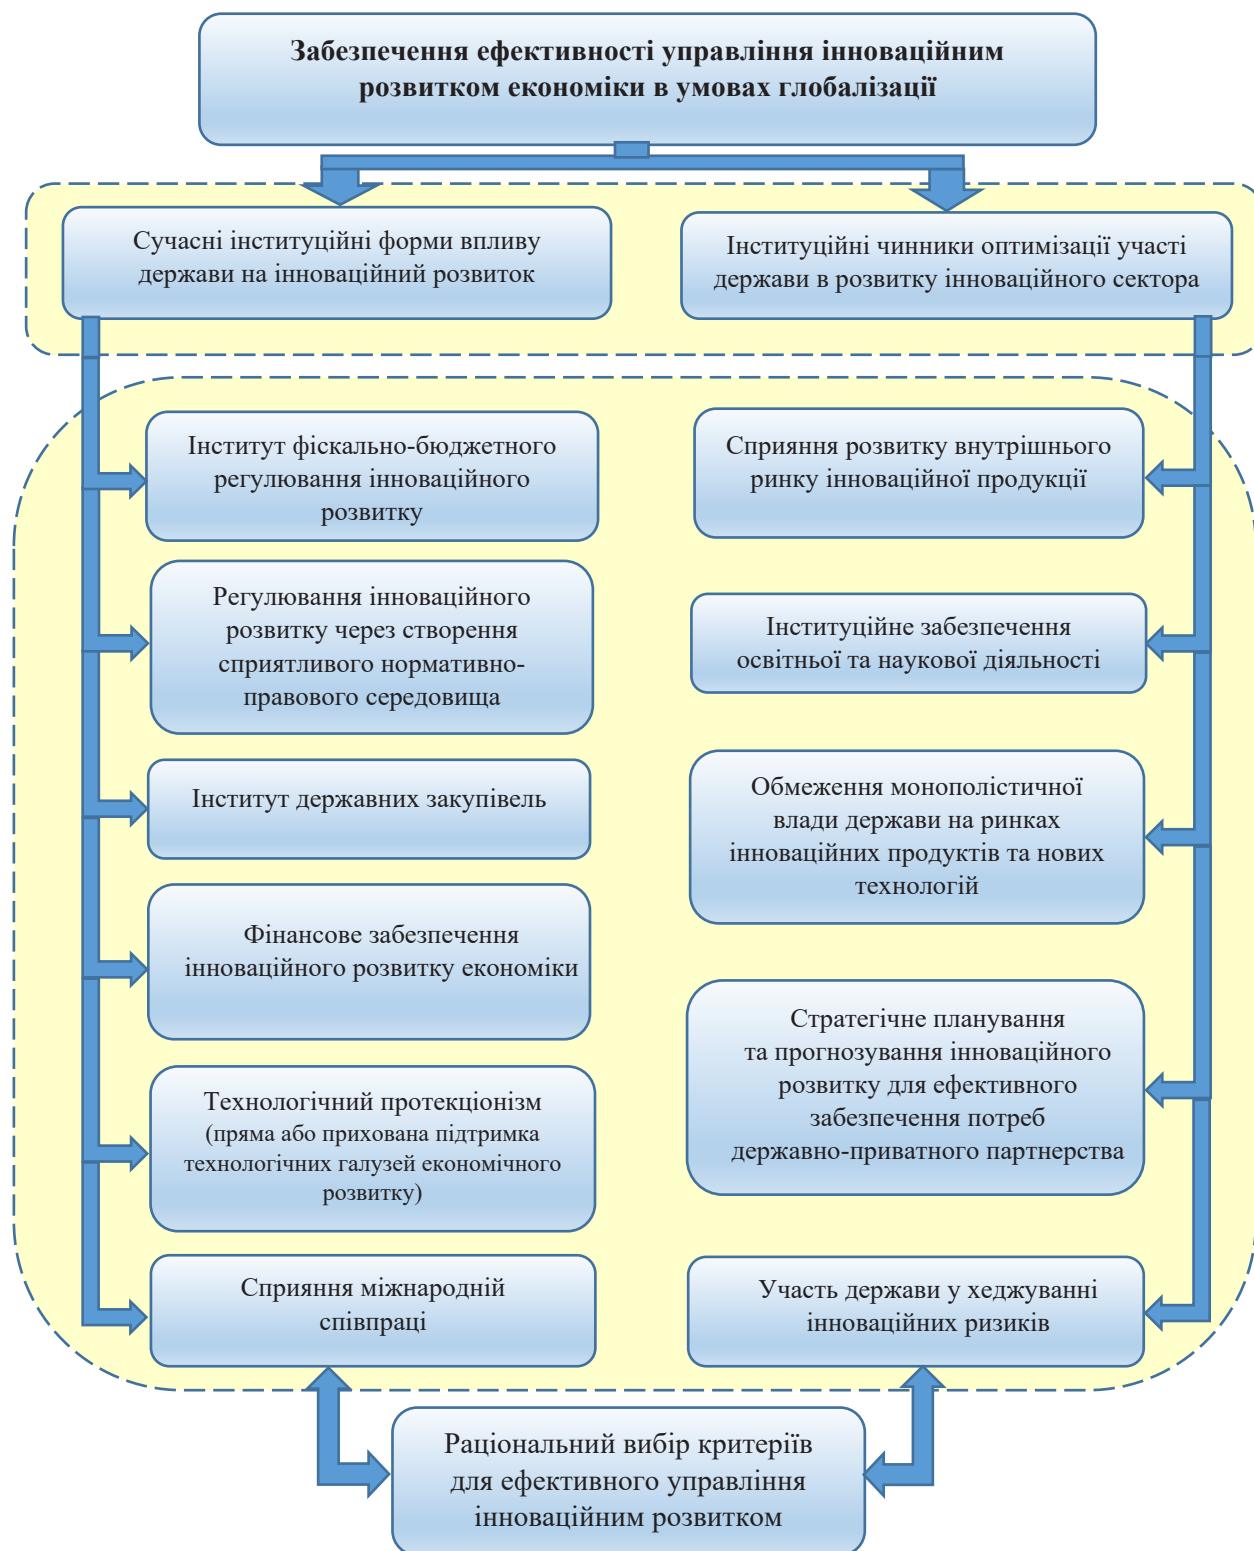 Забезпечення ефективності управління інноваційним
розвитком економіки в умовах глобалізації
Сучасні інституційні форми впливу
держави на інноваційний розвиток
Інституційні чинники оптимізації участі
держави в розвитку інноваційного сектора
Інститут фіскально-бюджетного
регулювання інноваційного
розвитку
Регулювання інноваційного
розвитку через створення
сприятливого нормативно-
правового середовища
Інститут державних закупівель
Фінансове забезпечення
інноваційного розвитку економіки
Технологічний протекціонізм
(пряма або прихована підтримка
технологічних галузей економічного
розвитку)
Сприяння міжнародній
співпраці
Сприяння розвитку внутрішнього
ринку інноваційної продукції
Інституційне забезпечення
освітньої та наукової діяльності
Обмеження монополістичної
влади держави на ринках
інноваційних продуктів та нових
технологій
Стратегічне планування
та прогнозування інноваційного
розвитку для ефективного
забезпечення потреб
державно-приватного партнерства
Участь держави у хеджуванні
інноваційних ризиків
Раціональний вибір критеріїв
для ефективного управління
інноваційним розвитком